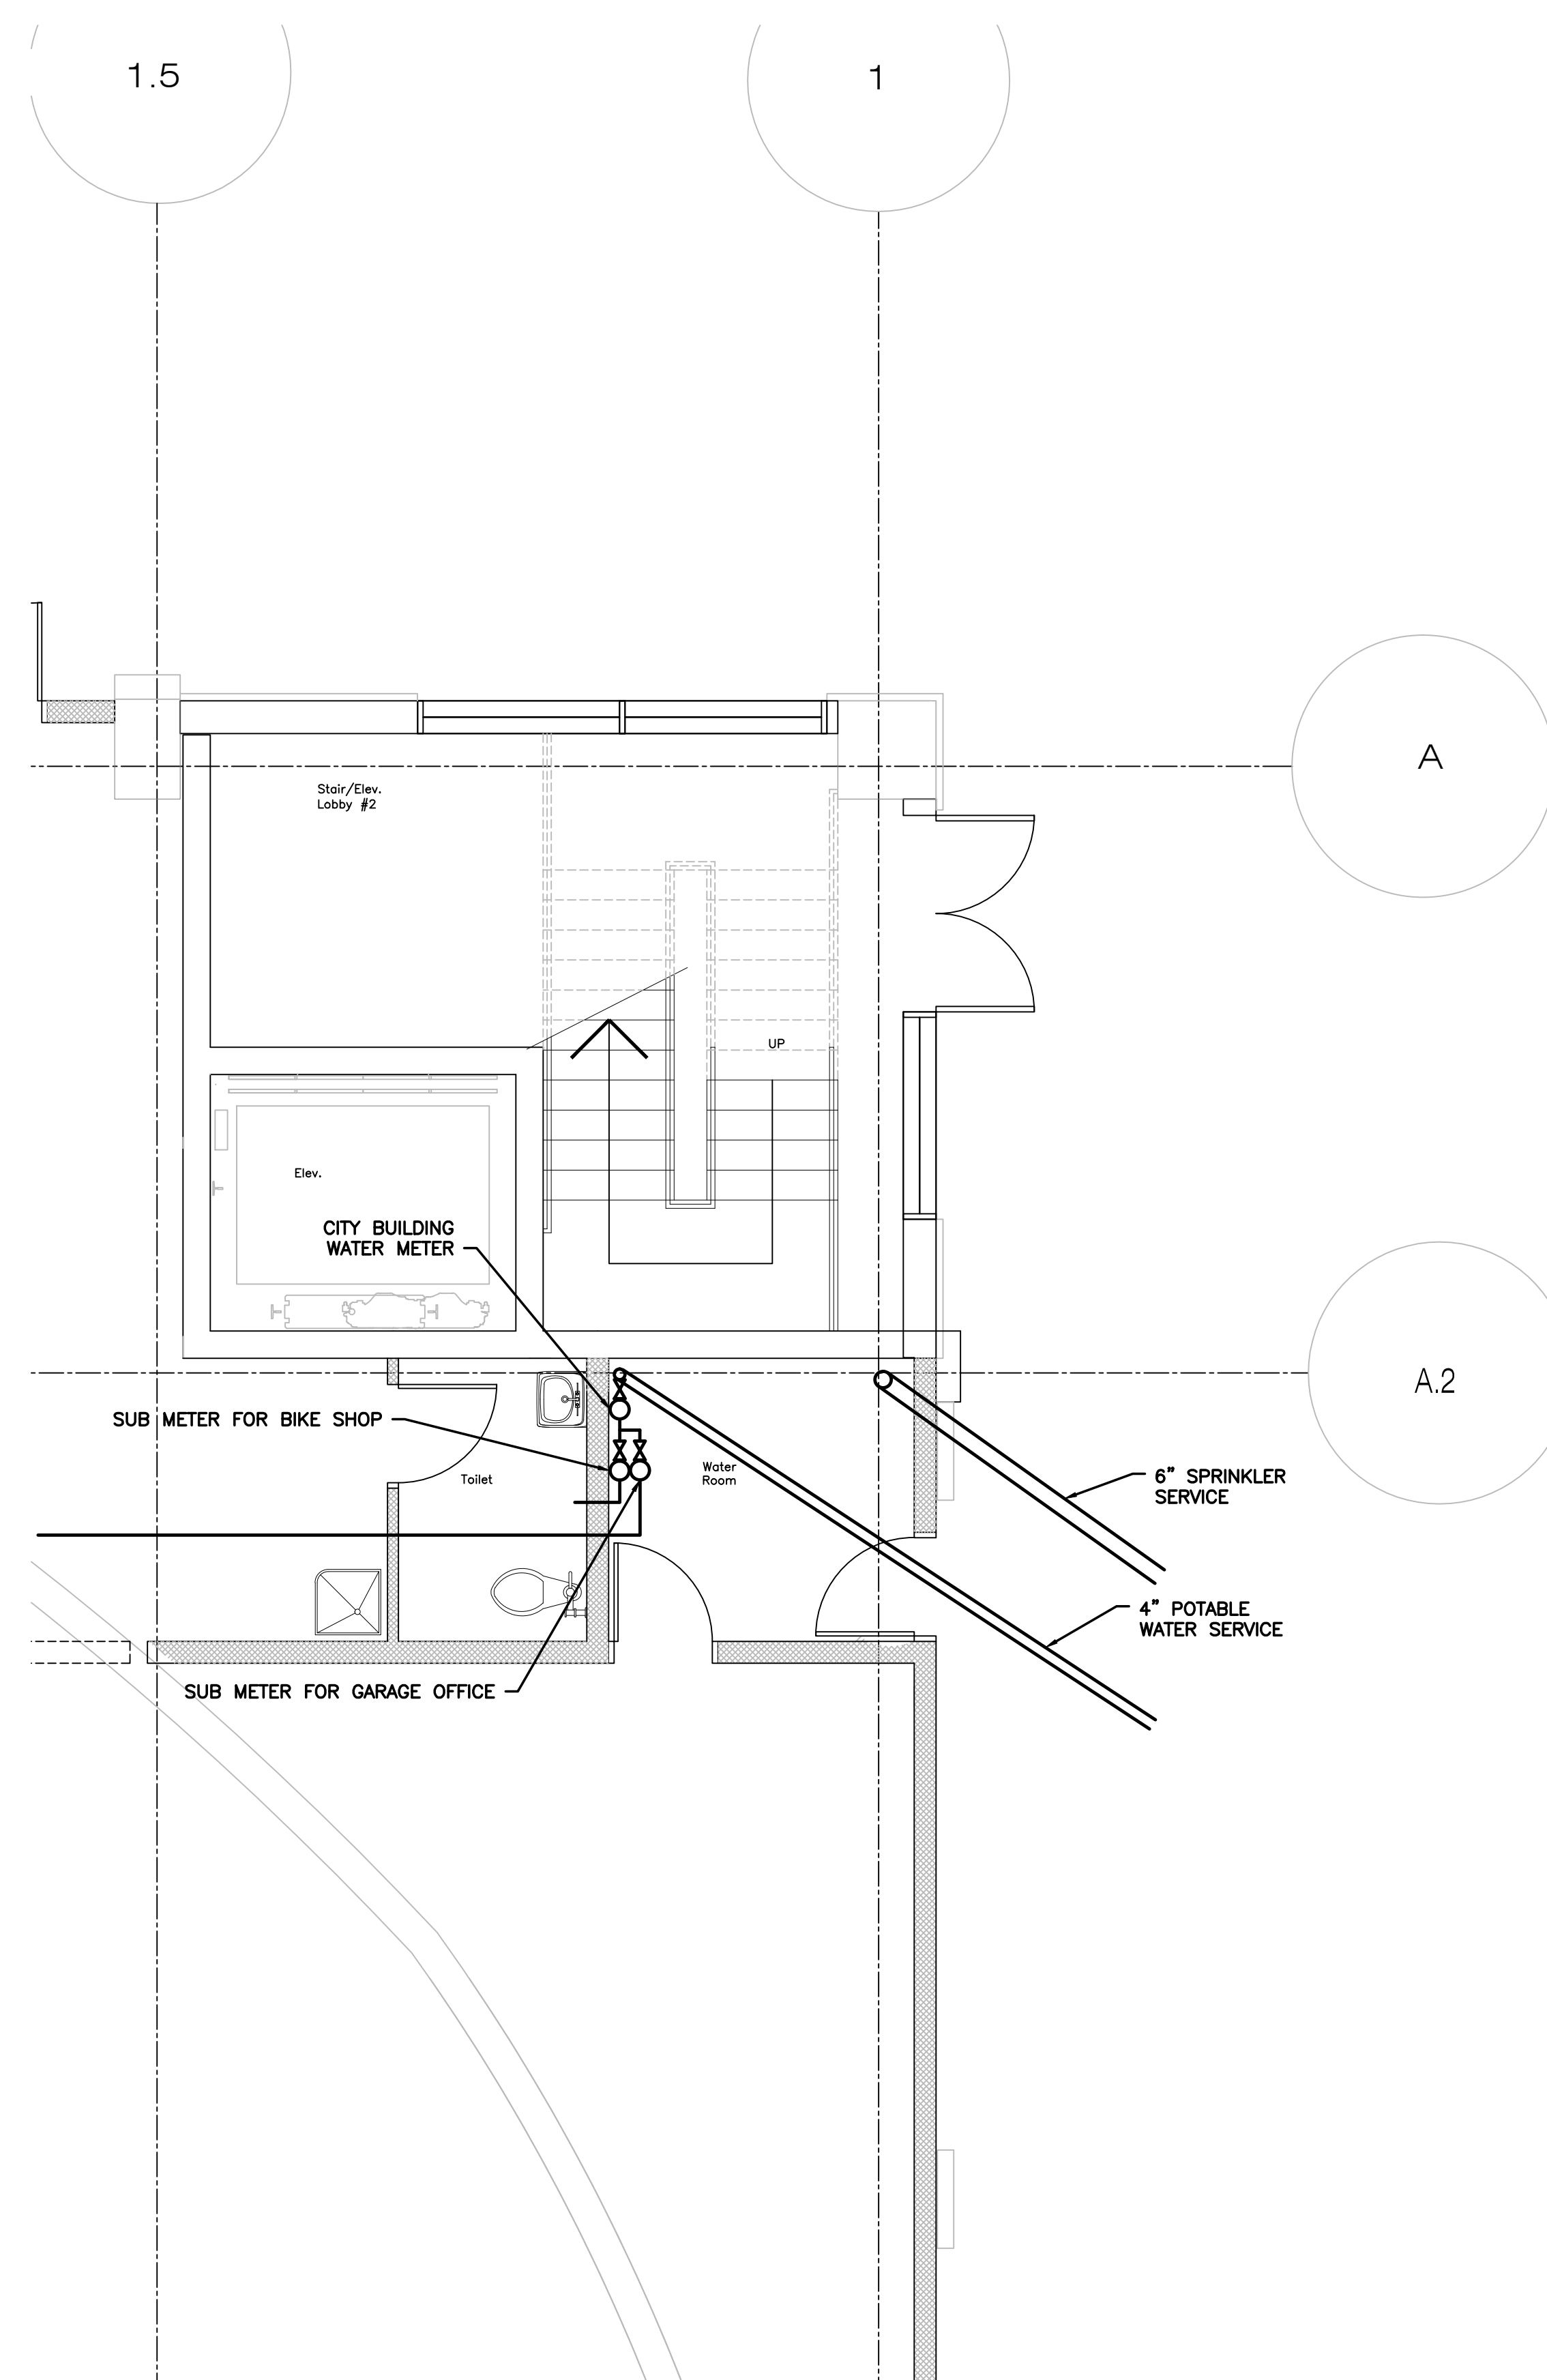 1.5
1
A
Stair/Elev.
Lobby #2
UP
Elev.
CITY BUILDING
WATER METER
A.2
SUB METER FOR BIKE SHOP
Toilet
Water
Room
6” SPRINKLER
SERVICE
4” POTABLE
WATER SERVICE
SUB METER FOR GARAGE OFFICE